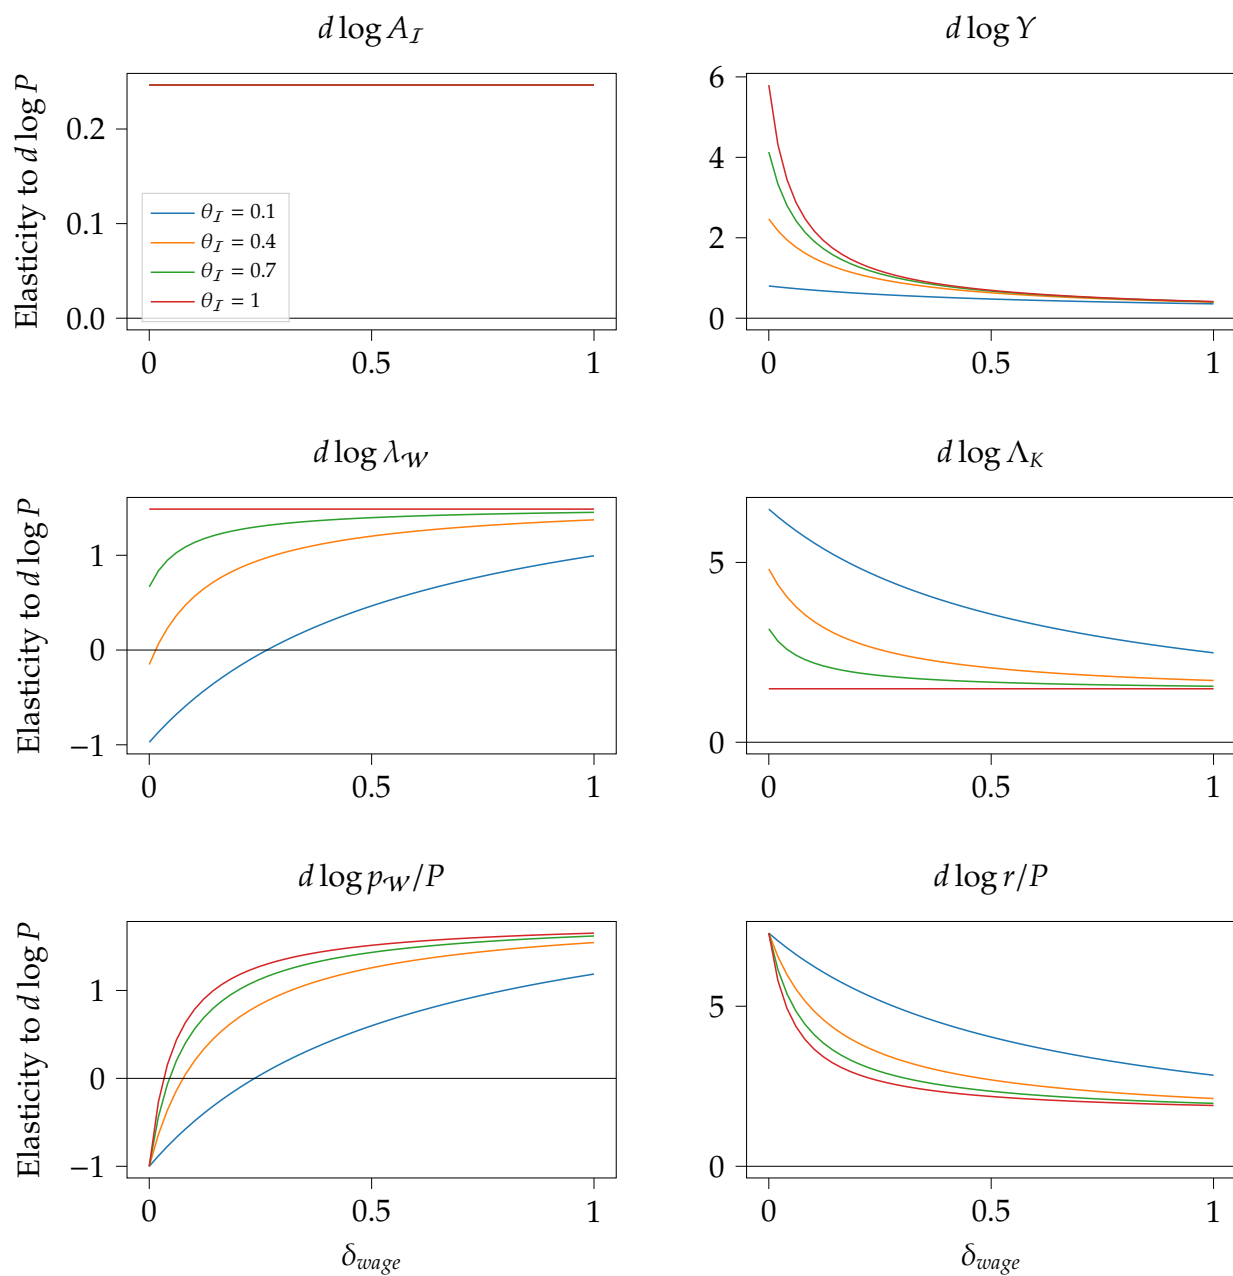 d log A_𝓘
d log Y
Elasticity to d log P
0.2
0.1
0.0
θ_𝓘 = 0.1
θ_𝓘 = 0.4
θ_𝓘 = 0.7
θ_𝓘 = 1
0 0.5 1
6
4
2
0
0 0.5 1
d log λ_𝓦
d log Λ_K
Elasticity to d log P
1
0
−1
0 0.5 1
5
0
0 0.5 1
d log p_𝓦/P
d log r/P
Elasticity to d log P
1
0
−1
0 0.5 1
δ_wage
5
0
0 0.5 1
δ_wage